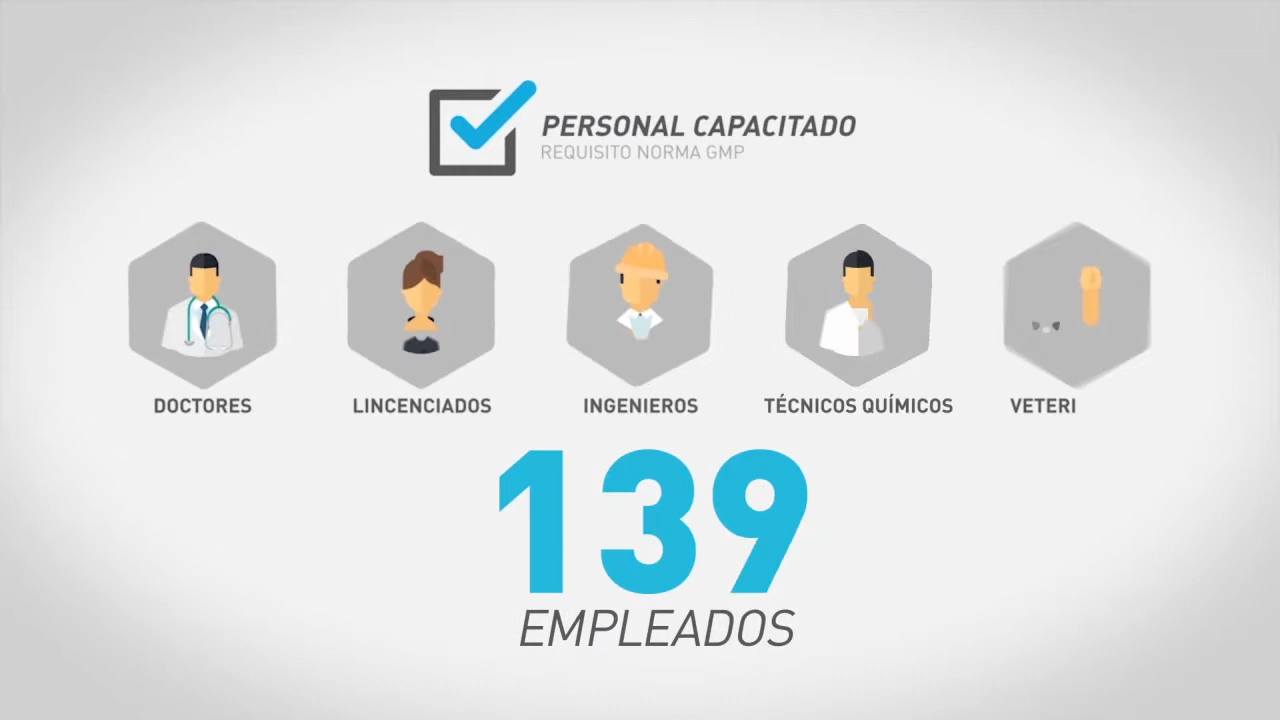 PERSONAL CAPACITADO
REQUISITO NORMA GMP
DOCTORES
LINCENCIADOS
INGENIEROS
TÉCNICOS QUÍMICOS
VETERI
139
EMPLEADOS